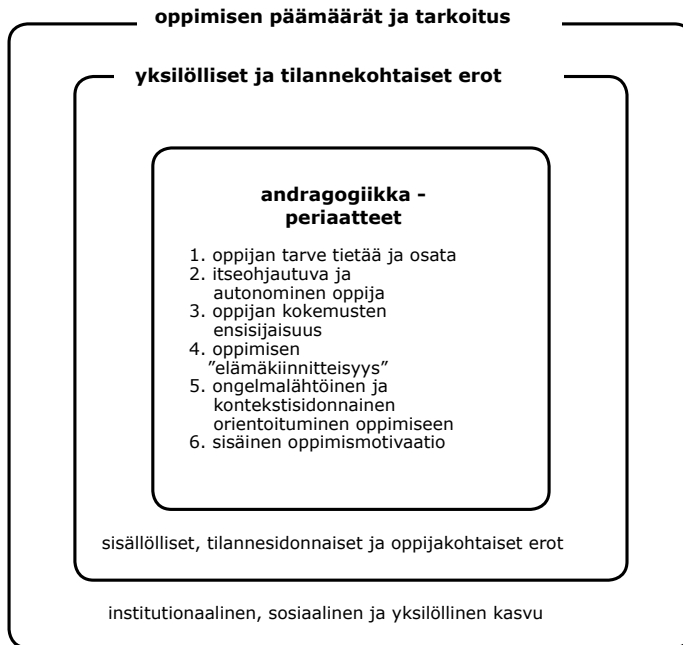 oppimisen päämäärät ja tarkoitus
yksilölliset ja tilannekohtaiset erot
andragogiikka -
periaatteet
1. oppijan tarve tietää ja osata
2. itseohjautuva ja
autonominen oppija
3. oppijan kokemusten
ensisijaisuus
4. oppimisen
”elämäkiinnitteisyys”
5. ongelmalähtöinen ja
kontekstisidonnainen
orientoituminen oppimiseen
6. sisäinen oppimismotivaatio
sisällölliset, tilannesidonnaiset ja oppijakohtaiset erot
institutionaalinen, sosiaalinen ja yksilöllinen kasvu